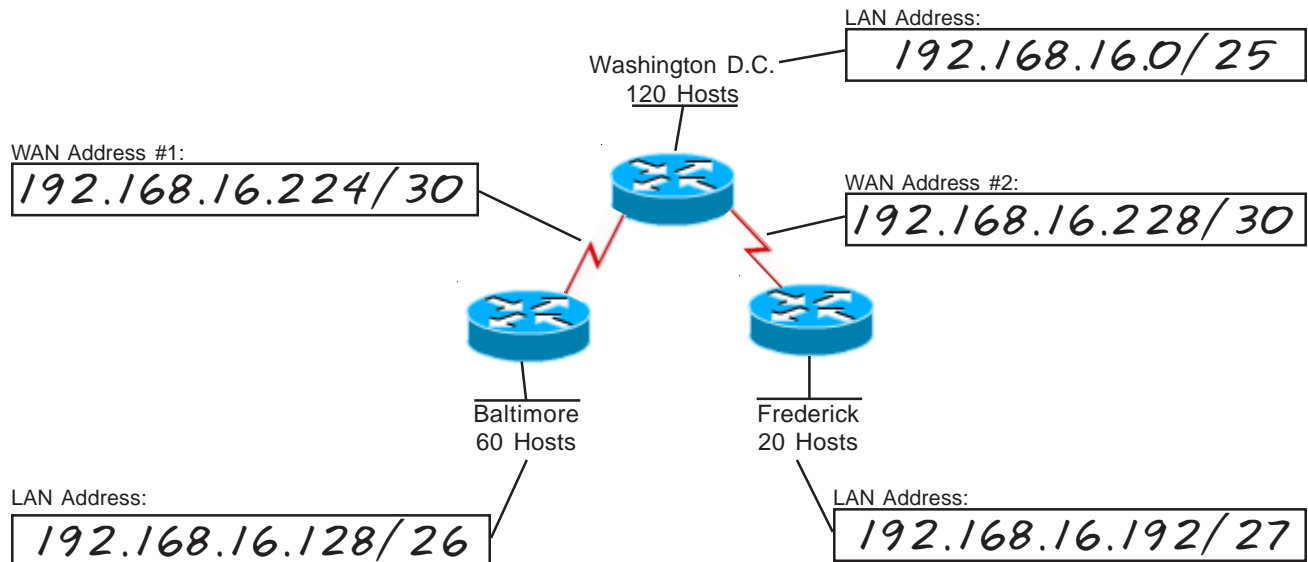 LAN Address:
192.168.16.0/25
Washington D.C.
120 Hosts
WAN Address #1:
192.168.16.224/30
WAN Address #2:
192.168.16.228/30
Baltimore
60 Hosts
Frederick
20 Hosts
LAN Address:
192.168.16.128/26
LAN Address:
192.168.16.192/27